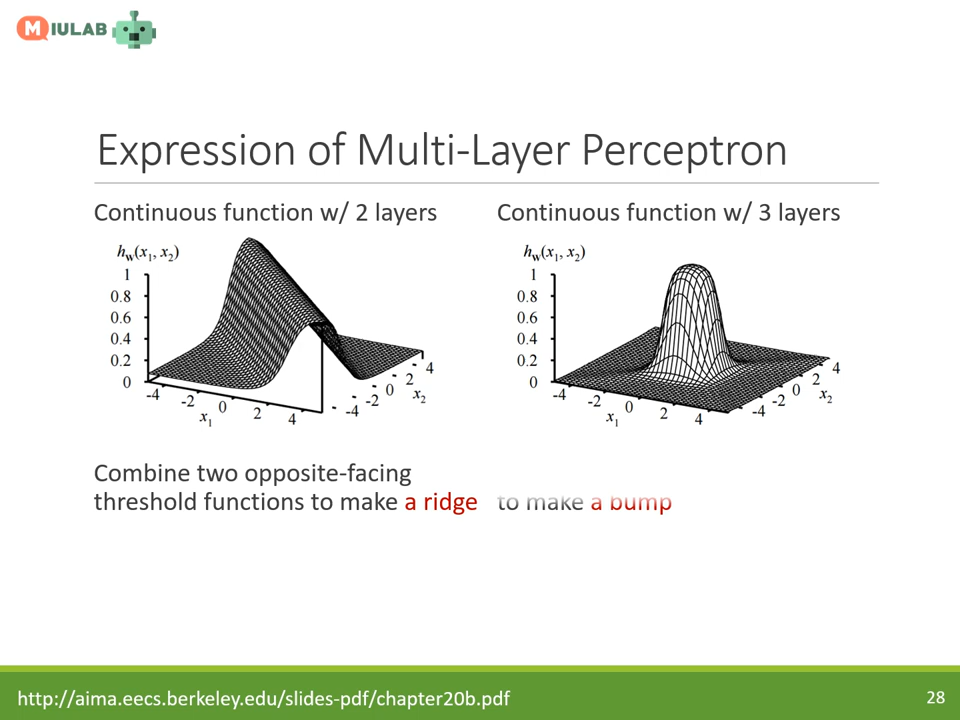 MIULAB
Expression of Multi-Layer Perceptron
Continuous function w/ 2 layers
h_w(x_1, x_2)
1
0.8
0.6
0.4
0.2
0
-4
-2
0
2
4
x_1
-4
-2
0
2
4
x_2
Combine two opposite-facing
threshold functions to make a ridge
Continuous function w/ 3 layers
h_w(x_1, x_2)
1
0.8
0.6
0.4
0.2
0
-4
-2
0
2
4
x_1
-4
-2
0
2
4
x_2
to make a bump
http://aima.eecs.berkeley.edu/slides-pdf/chapter20b.pdf
28